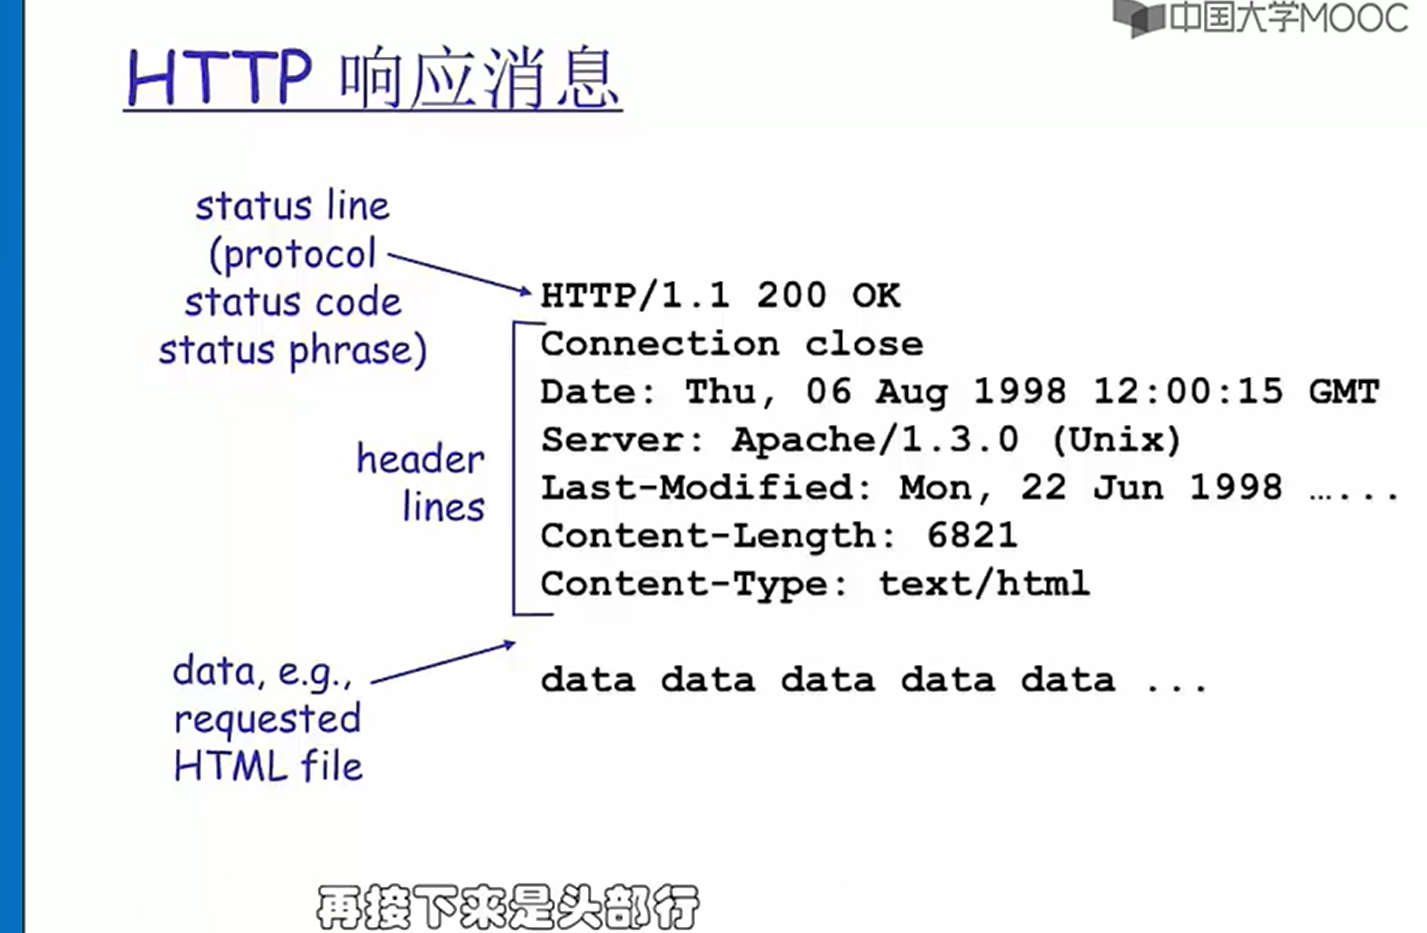 中国大学MOOC
HTTP 响应消息
status line
(protocol
status code
status phrase)
HTTP/1.1 200 OK
Connection close
Date: Thu, 06 Aug 1998 12:00:15 GMT
Server: Apache/1.3.0 (Unix)
Last-Modified: Mon, 22 Jun 1998 …...
Content-Length: 6821
Content-Type: text/html
header
lines
data, e.g.,
requested
HTML file
data data data data data ...
再接下来是头部行